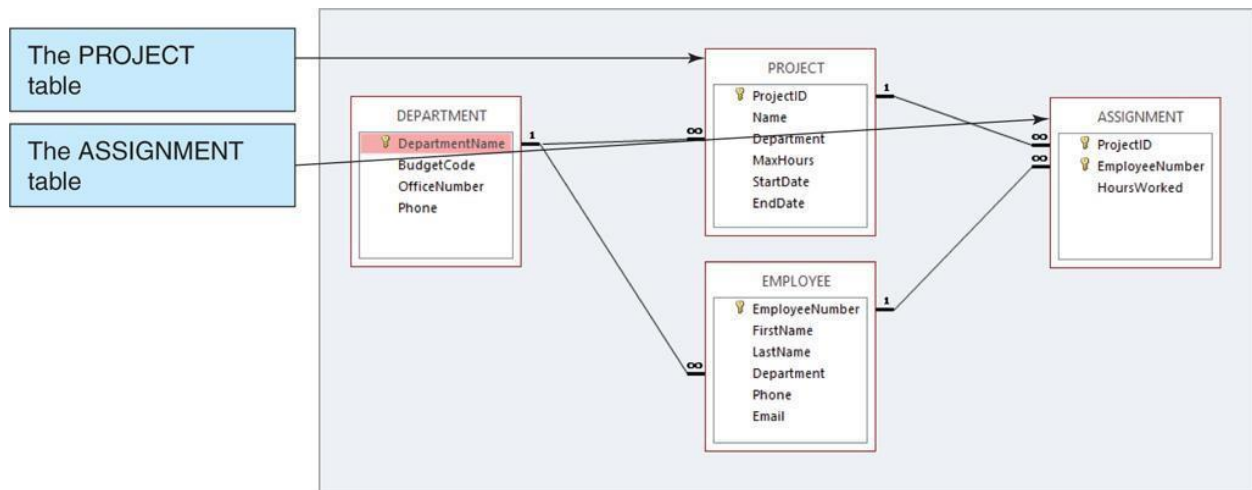 The PROJECT
table
The ASSIGNMENT
table
DEPARTMENT
DepartmentName
BudgetCode
OfficeNumber
Phone
1
∞
∞
PROJECT
ProjectID
Name
Department
MaxHours
StartDate
EndDate
1
EMPLOYEE
EmployeeNumber
FirstName
LastName
Department
Phone
Email
1
∞
∞
ASSIGNMENT
ProjectID
EmployeeNumber
HoursWorked